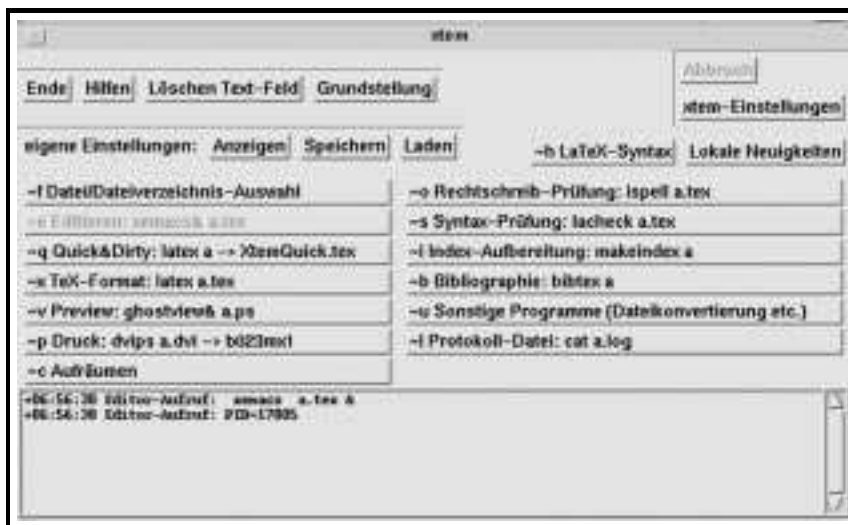 xtem
Abbruch
Ende Hilfen Löschen Text-Feld Grundstellung
xtem-Einstellungen
eigene Einstellungen: Anzeigen Speichern Laden
~h LaTeX-Syntax Lokale Neuigkeiten
~f Datei/Dateiverzeichnis-Auswahl
~o Rechtschreib-Prüfung: ispell a.tex
~e Editieren: xemacs& a.tex
~s Syntax-Prüfung: lacheck a.tex
~q Quick&Dirty: latex a -> XtemQuick.tex
~i Index-Aufbereitung: makeindex a
~x TeX-Format: latex a.tex
~b Bibliographie: bibtex a
~v Preview: ghostview& a.ps
~u Sonstige Programme (Dateikonvertierung etc.)
~p Druck: dvips a.dvi ->
~l Protokoll-Datei: cat a.log
~c Aufräumen
+06:56:30 Editor-Aufruf: a.tex &
+06:56:30 Editor-Aufruf: PID=17005